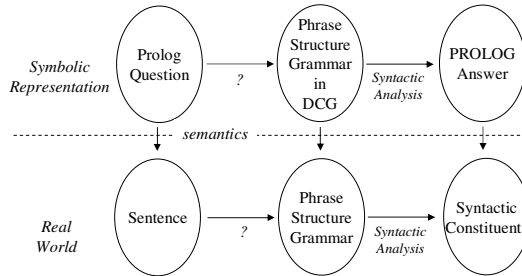 Symbolic
Representation
Prolog
Question
?
Phrase
Structure
Grammar
in
DCG
Syntactic
Analysis
PROLOG
Answer
semantics
Real
World
Sentence
?
Phrase
Structure
Grammar
Syntactic
Analysis
Syntactic
Constituent